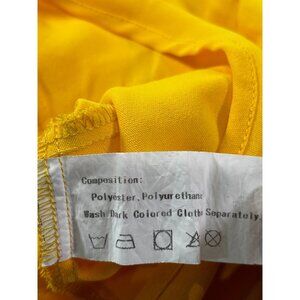 Composition:
Polyester, Polyurethane
Wash Dark Colored Cloth Separately.